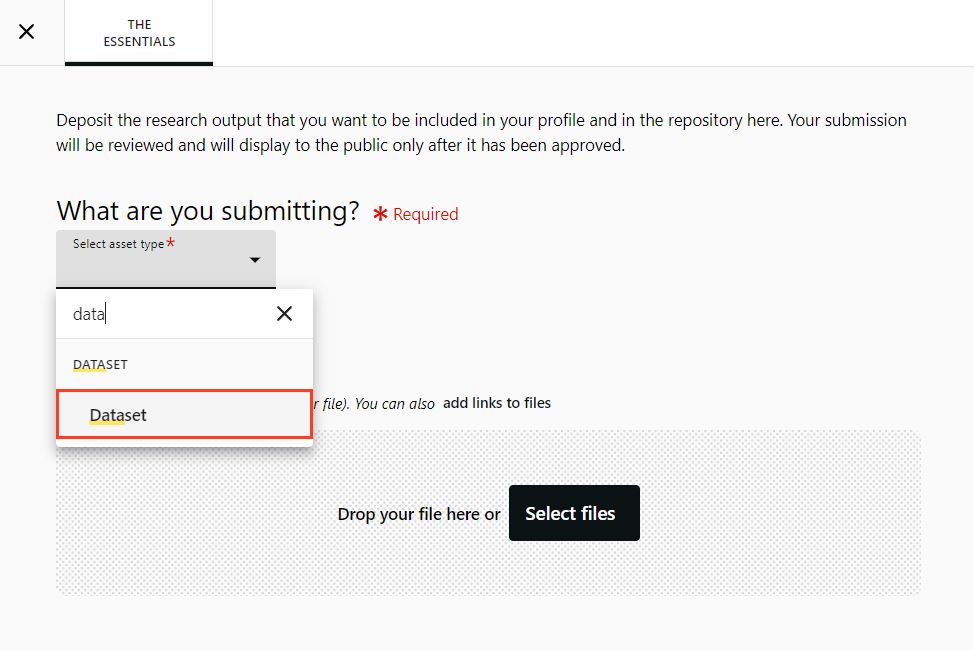 THE
ESSENTIALS
Deposit the research output that you want to be included in your profile and in the repository here. Your submission
will be reviewed and will display to the public only after it has been approved.
What are you submitting? * Required
Select asset type*
data
DATASET
Dataset
file). You can also add links to files
Drop your file here or Select files